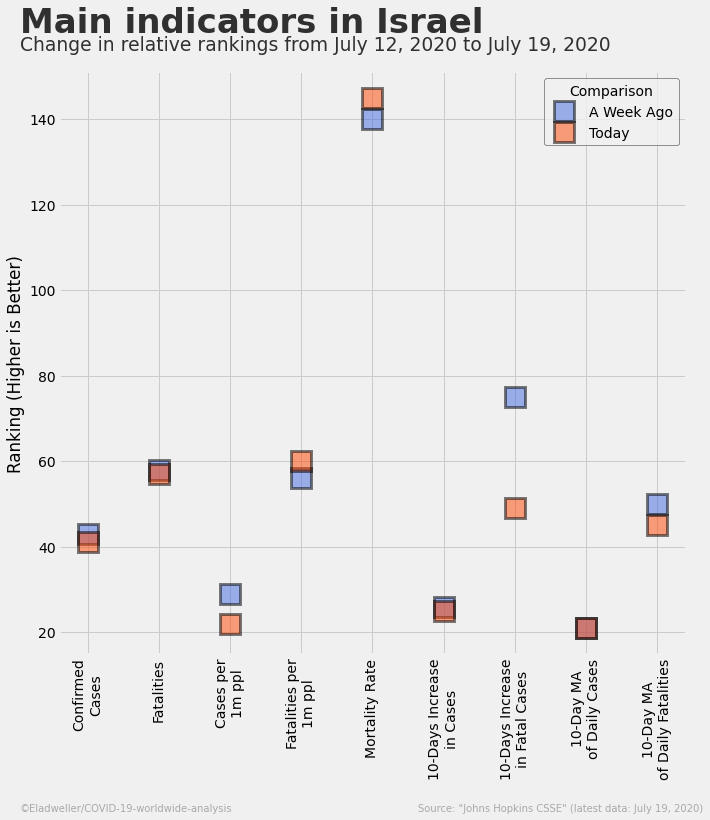 Main indicators in Israel
Change in relative rankings from July 12, 2020 to July 19, 2020
Comparison
A Week Ago
Today
Ranking (Higher is Better)
140
120
100
80
60
40
20
Confirmed
Cases
Fatalities
Cases per
1m ppl
Fatalities per
1m ppl
Mortality Rate
10-Days Increase
in Cases
10-Days Increase
in Fatal Cases
10-Day MA
of Daily Cases
10-Day MA
of Daily Fatalities
©Eladweller/COVID-19-worldwide-analysis
Source: "Johns Hopkins CSSE" (latest data: July 19, 2020)